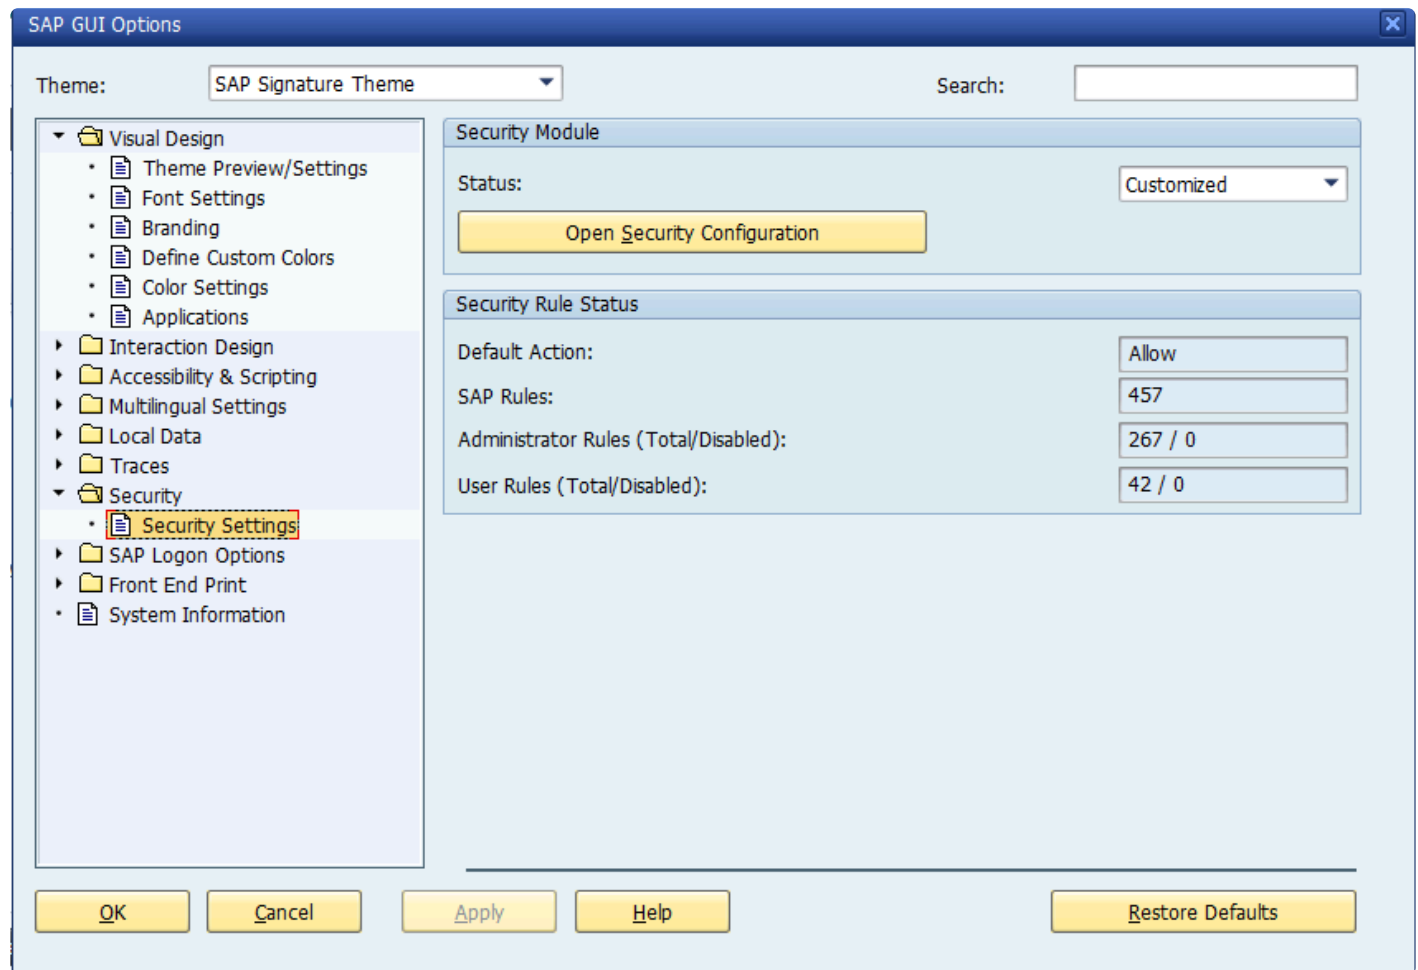 SAP GUI Options
Theme: SAP Signature Theme Search:
Visual Design
Theme Preview/Settings
Font Settings
Branding
Define Custom Colors
Color Settings
Applications
Interaction Design
Accessibility & Scripting
Multilingual Settings
Local Data
Traces
Security
Security Settings
SAP Logon Options
Front End Print
System Information
Security Module
Status: Customized
Open Security Configuration
Security Rule Status
Default Action: Allow
SAP Rules: 457
Administrator Rules (Total/Disabled): 267 / 0
User Rules (Total/Disabled): 42 / 0
OK Cancel Apply Help Restore Defaults